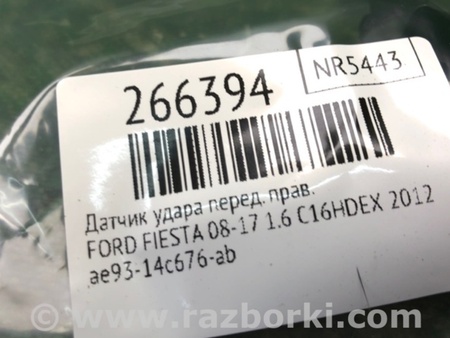 266394
NR5443
Датчик удара перед. прав.
FORD FIESTA 08-17 1.6 C16HDEX 2012
ae93-14c676-ab
www.razborki.com